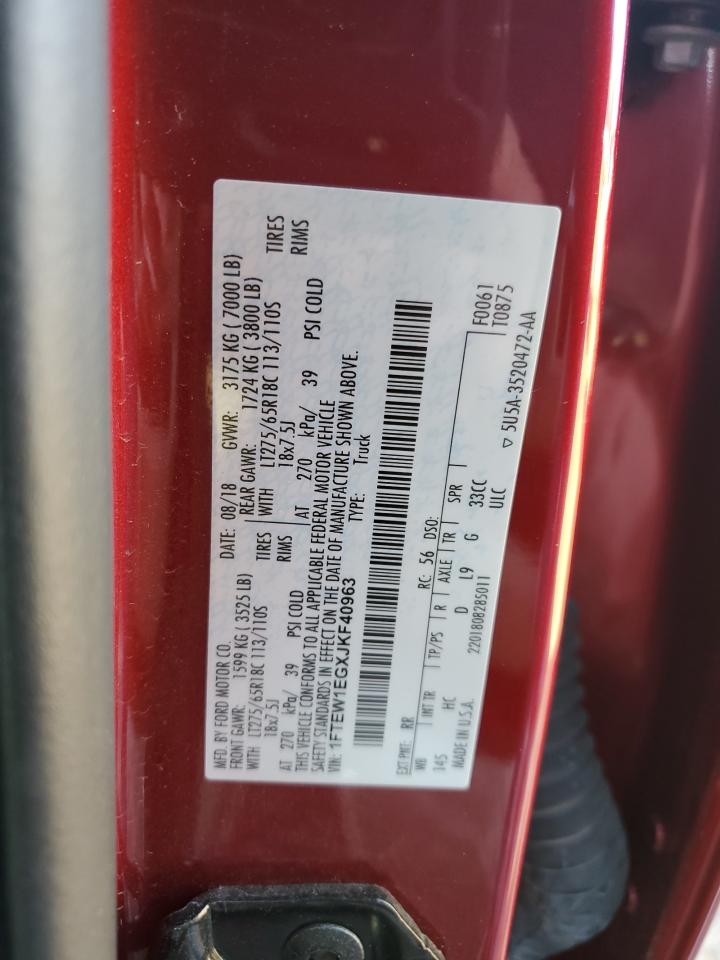 MFD. BY FORD MOTOR CO. DATE: 08/18 GVWR: 3175 KG ( 7000 LB)
FRONT GAWR: 1599 KG ( 3525 LB) REAR GAWR: 1724 KG ( 3800 LB)
WITH LT275/65R18C 113/110S TIRES WITH LT275/65R18C 113/110S TIRES
18x7.5J RIMS 18x7.5J RIMS
AT 270 kPa/ 39 PSI COLD AT 270 kPa/ 39 PSI COLD
THIS VEHICLE CONFORMS TO ALL APPLICABLE FEDERAL MOTOR VEHICLE
SAFETY STANDARDS IN EFFECT ON THE DATE OF MANUFACTURE SHOWN ABOVE.
VIN: 1FTEW1EGXJKF40963 TYPE: Truck
EXT PNT: RR RC: 56 DSO: F0061
WB INT TR TP/PS R AXLE TR SPR T0875
145 HC D L9 G 33CC
MADE IN U.S.A. 2201808285011 ULC ▽ 5U5A-3520472-AA